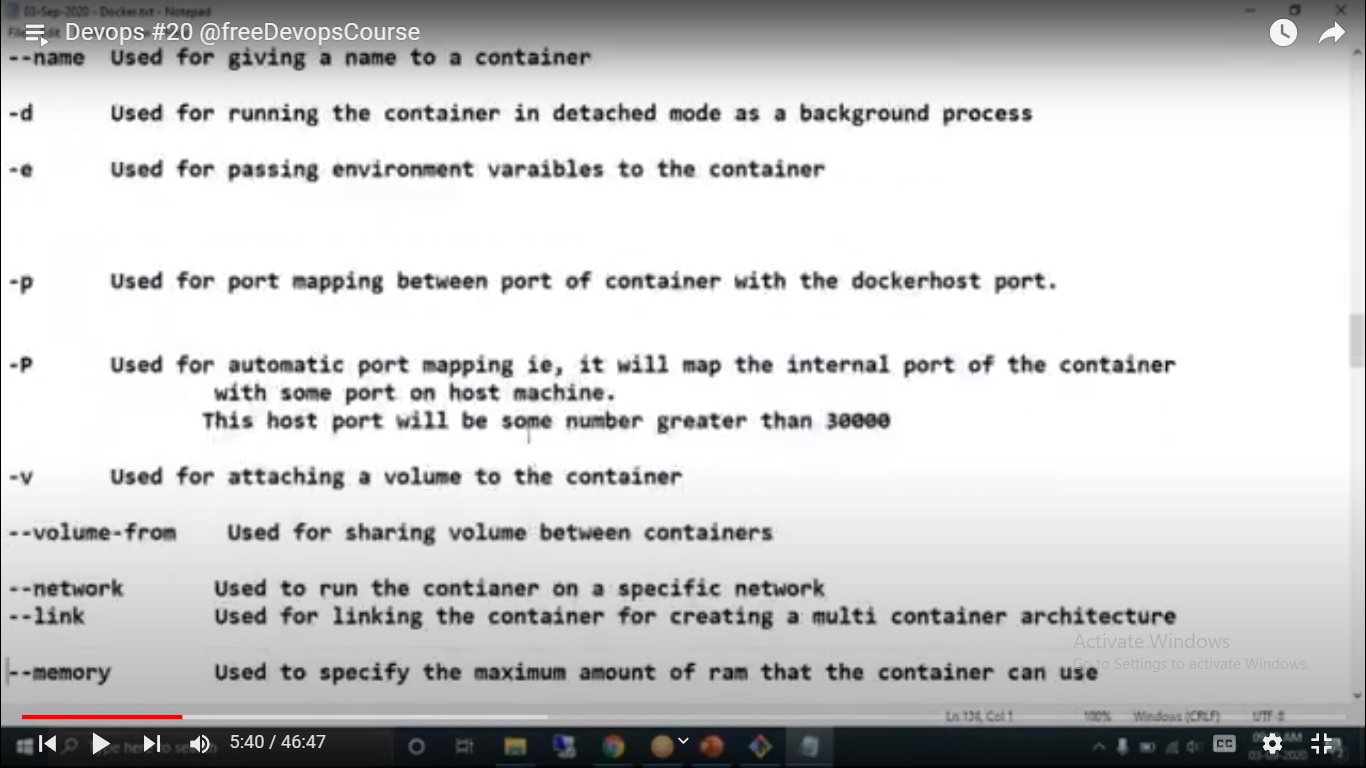 03-Sep-2020 - Docker.txt - Notepad
Devops #20 @freeDevopsCourse
--name Used for giving a name to a container
-d Used for running the container in detached mode as a background process
-e Used for passing environment varaibles to the container
-p Used for port mapping between port of container with the dockerhost port.
-P Used for automatic port mapping ie, it will map the internal port of the container
with some port on host machine.
This host port will be some number greater than 30000
-v Used for attaching a volume to the container
--volume-from Used for sharing volume between containers
--network Used to run the contianer on a specific network
--link Used for linking the container for creating a multi container architecture
--memory Used to specify the maximum amount of ram that the container can use
Activate Windows
Go to Settings to activate Windows.
Ln 134, Col 1 100% Windows (CRLF) UTF-8
5:40 / 46:47
CC
03-09-2020